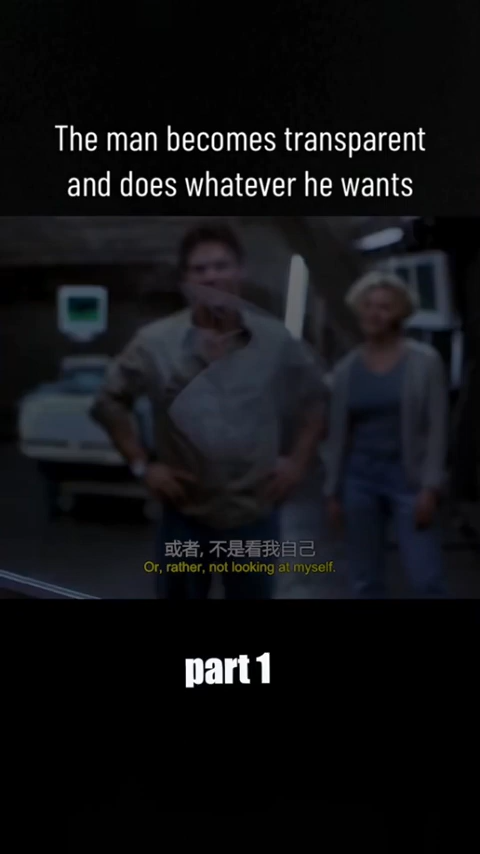 The man becomes transparent
and does whatever he wants
或者, 不是看我自己
Or, rather, not looking at myself.
part 1